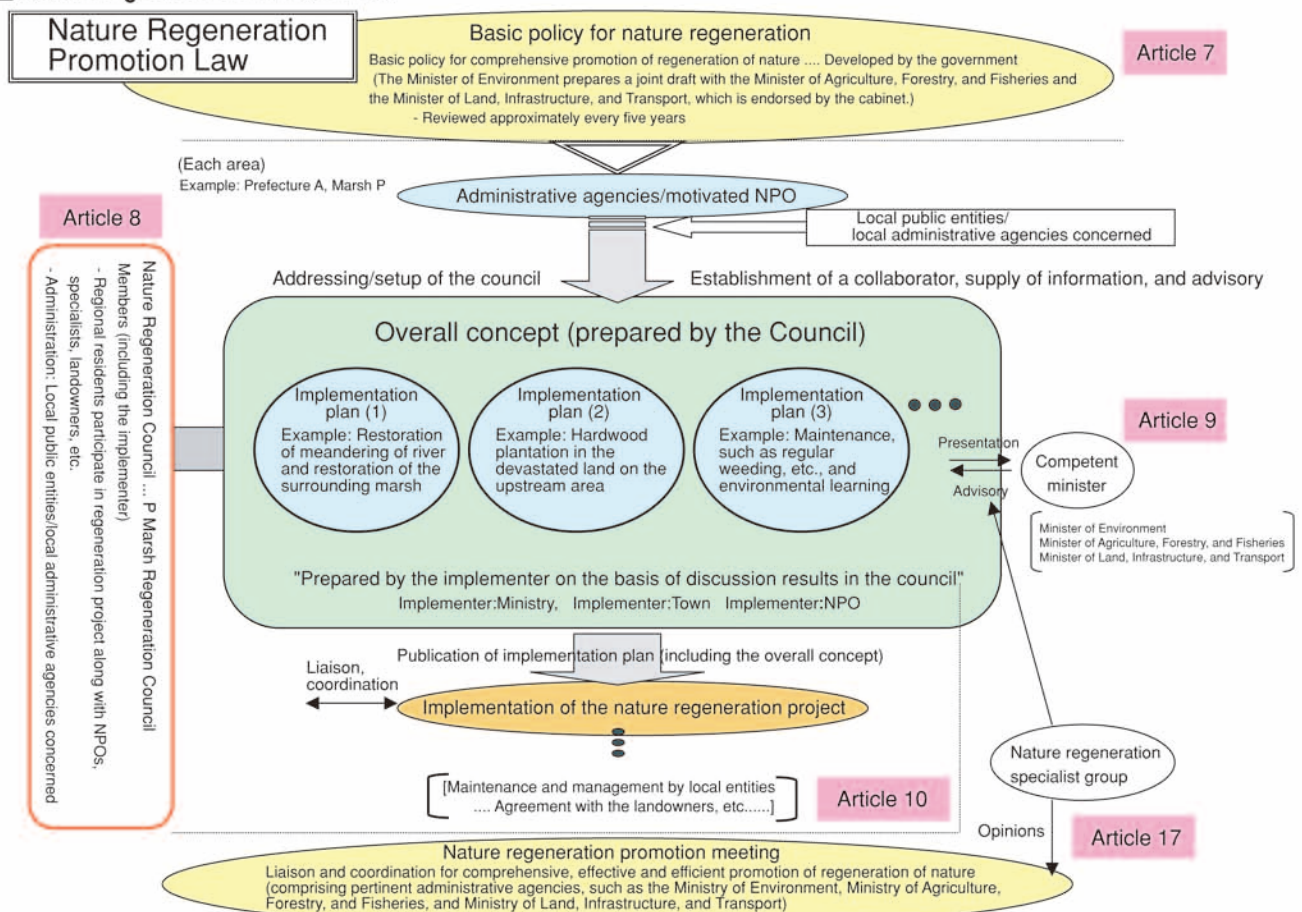 Nature Regeneration
Promotion Law
Basic policy for nature regeneration
Basic policy for comprehensive promotion of regeneration of nature .... Developed by the government
(The Minister of Environment prepares a joint draft with the Minister of Agriculture, Forestry, and Fisheries and
the Minister of Land, Infrastructure, and Transport, which is endorsed by the cabinet.)
- Reviewed approximately every five years
Article 7
(Each area)
Example: Prefecture A, Marsh P
Administrative agencies/motivated NPO
Local public entities/
local administrative agencies concerned
Article 8
Nature Regeneration Council ... P Marsh Regeneration Council
Members (including the implementer)
- Regional residents participate in regeneration project along with NPOs,
specialists, landowners, etc.
- Administration: Local public entities/local administrative agencies concerned
Addressing/setup of the council
Establishment of a collaborator, supply of information, and advisory
Overall concept (prepared by the Council)
Implementation
plan (1)
Example: Restoration
of meandering of river
and restoration of the
surrounding marsh
Implementation
plan (2)
Example: Hardwood
plantation in the
devastated land on the
upstream area
Implementation
plan (3)
Example: Maintenance,
such as regular
weeding, etc., and
environmental learning
Article 9
Presentation
Advisory
Competent
minister
Minister of Environment
Minister of Agriculture, Forestry, and Fisheries
Minister of Land, Infrastructure, and Transport
"Prepared by the implementer on the basis of discussion results in the council"
Implementer:Ministry, Implementer:Town Implementer:NPO
Publication of implementation plan (including the overall concept)
Liaison,
coordination
Implementation of the nature regeneration project
[Maintenance and management by local entities
.... Agreement with the landowners, etc......]
Article 10
Nature regeneration
specialist group
Opinions
Article 17
Nature regeneration promotion meeting
Liaison and coordination for comprehensive, effective and efficient promotion of regeneration of nature
(comprising pertinent administrative agencies, such as the Ministry of Environment, Ministry of Agriculture,
Forestry, and Fisheries, and Ministry of Land, Infrastructure, and Transport)